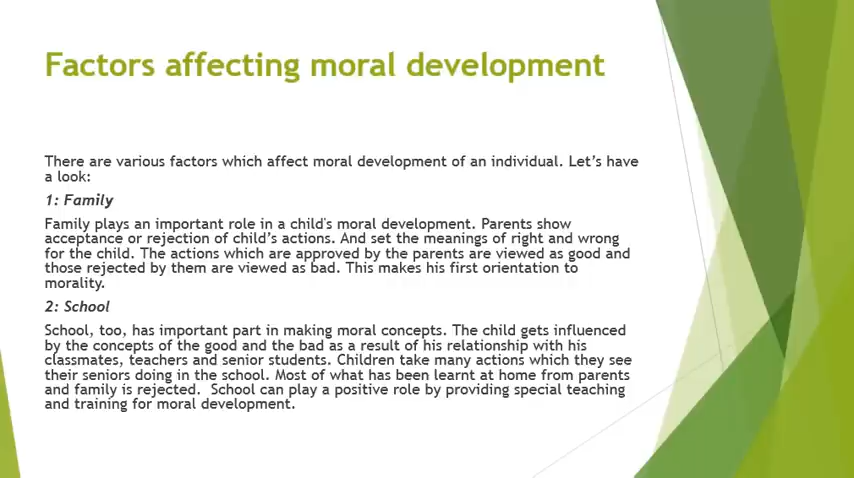 Factors affecting moral development
There are various factors which affect moral development of an individual. Let’s have
a look:
1: Family
Family plays an important role in a child's moral development. Parents show
acceptance or rejection of child’s actions. And set the meanings of right and wrong
for the child. The actions which are approved by the parents are viewed as good and
those rejected by them are viewed as bad. This makes his first orientation to
morality.
2: School
School, too, has important part in making moral concepts. The child gets influenced
by the concepts of the good and the bad as a result of his relationship with his
classmates, teachers and senior students. Children take many actions which they see
their seniors doing in the school. Most of what has been learnt at home from parents
and family is rejected.  School can play a positive role by providing special teaching
and training for moral development.